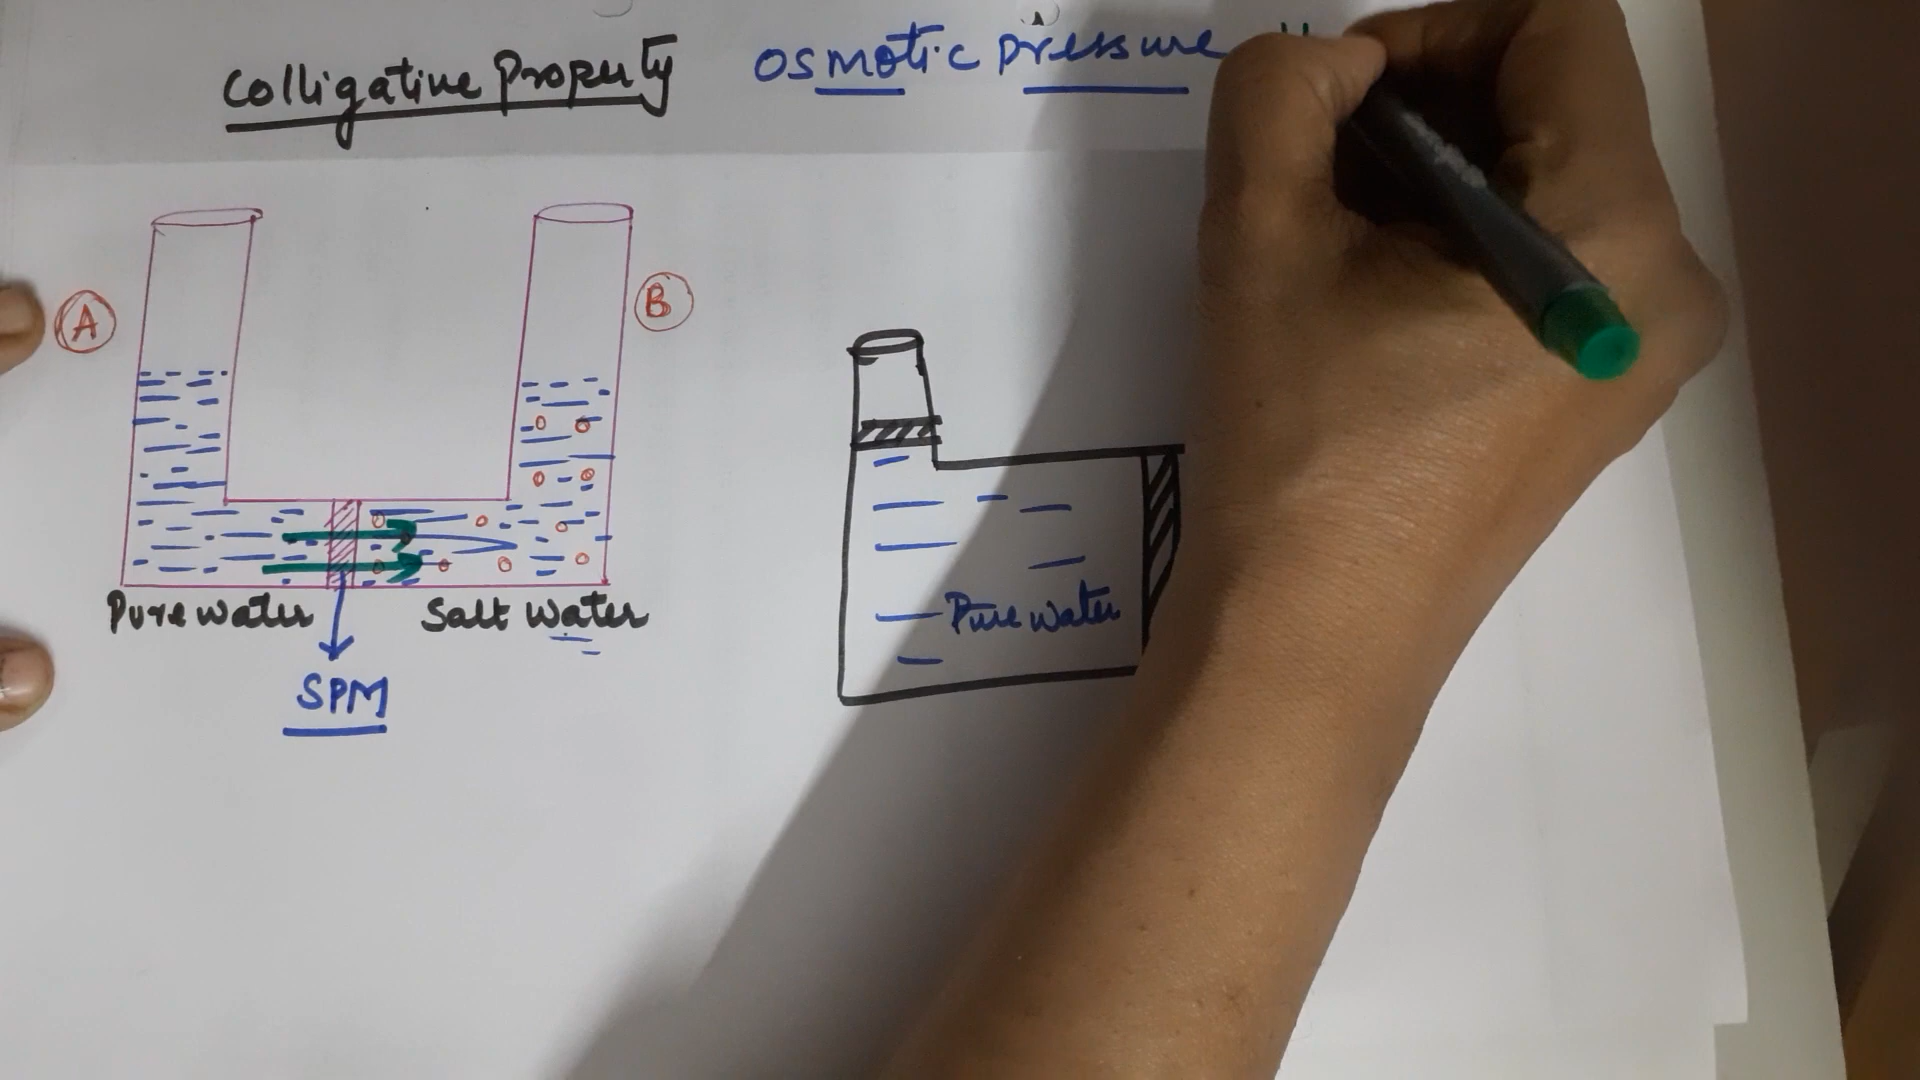 Colligative Property
osmotic pressure
A
B
Pure water
Salt water
SPM
Pure water